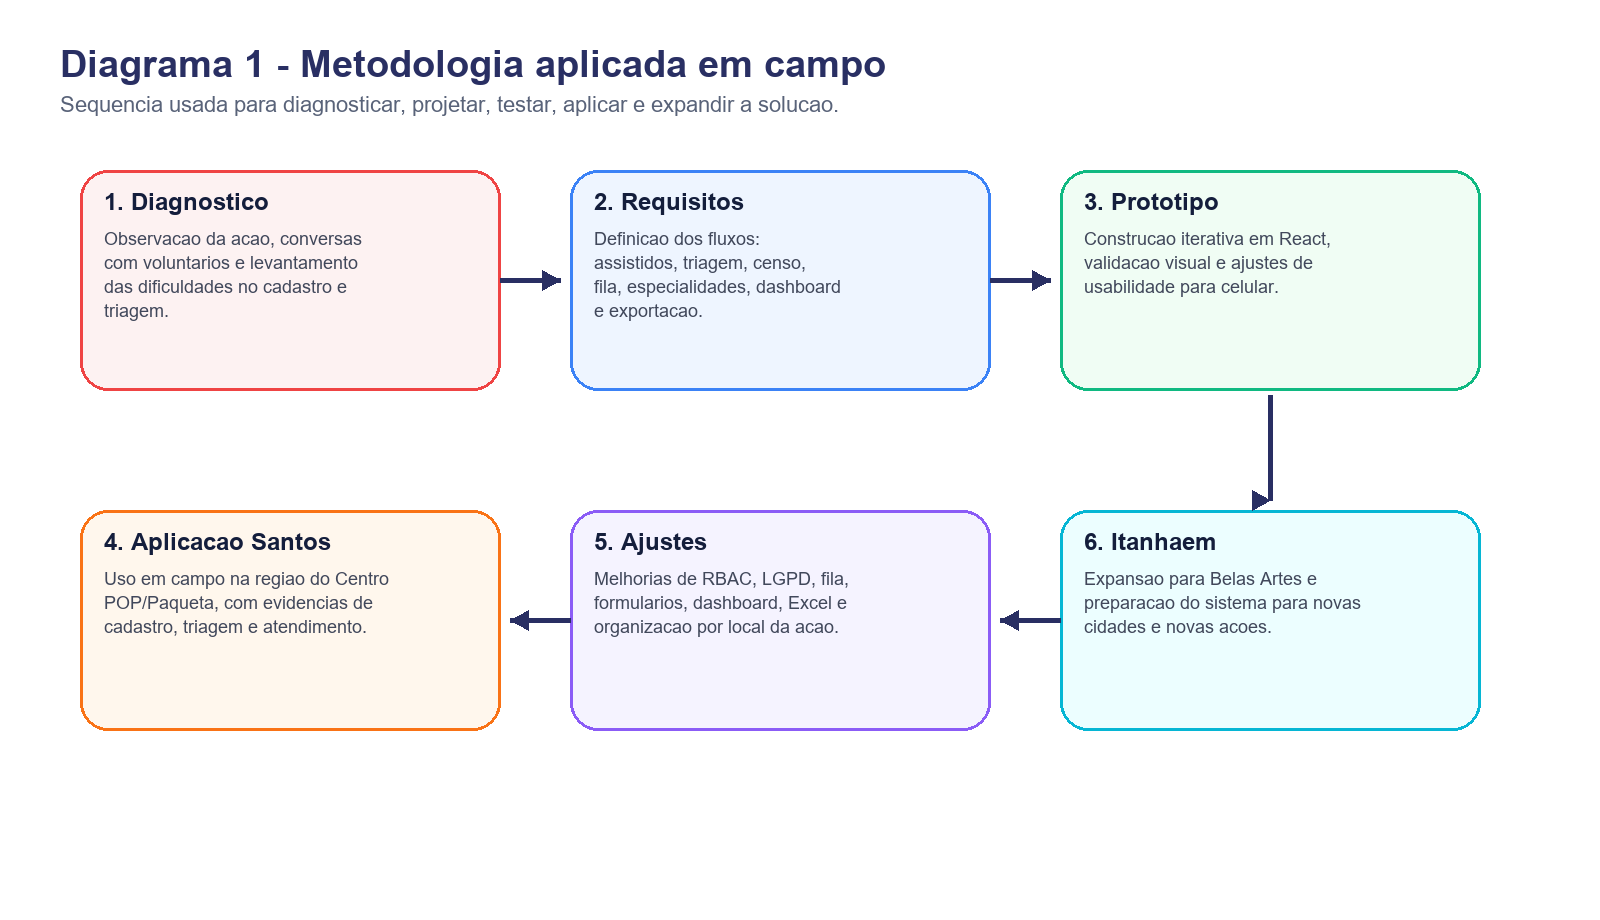 Diagrama 1 - Metodologia aplicada em campo
Sequencia usada para diagnosticar, projetar, testar, aplicar e expandir a solucao.
1. Diagnostico
Observacao da acao, conversas
com voluntarios e levantamento
das dificuldades no cadastro e
triagem.
2. Requisitos
Definicao dos fluxos:
assistidos, triagem, censo,
fila, especialidades, dashboard
e exportacao.
3. Prototipo
Construcao iterativa em React,
validacao visual e ajustes de
usabilidade para celular.
4. Aplicacao Santos
Uso em campo na regiao do Centro
POP/Paqueta, com evidencias de
cadastro, triagem e atendimento.
5. Ajustes
Melhorias de RBAC, LGPD, fila,
formularios, dashboard, Excel e
organizacao por local da acao.
6. Itanhaem
Expansao para Belas Artes e
preparacao do sistema para novas
cidades e novas acoes.